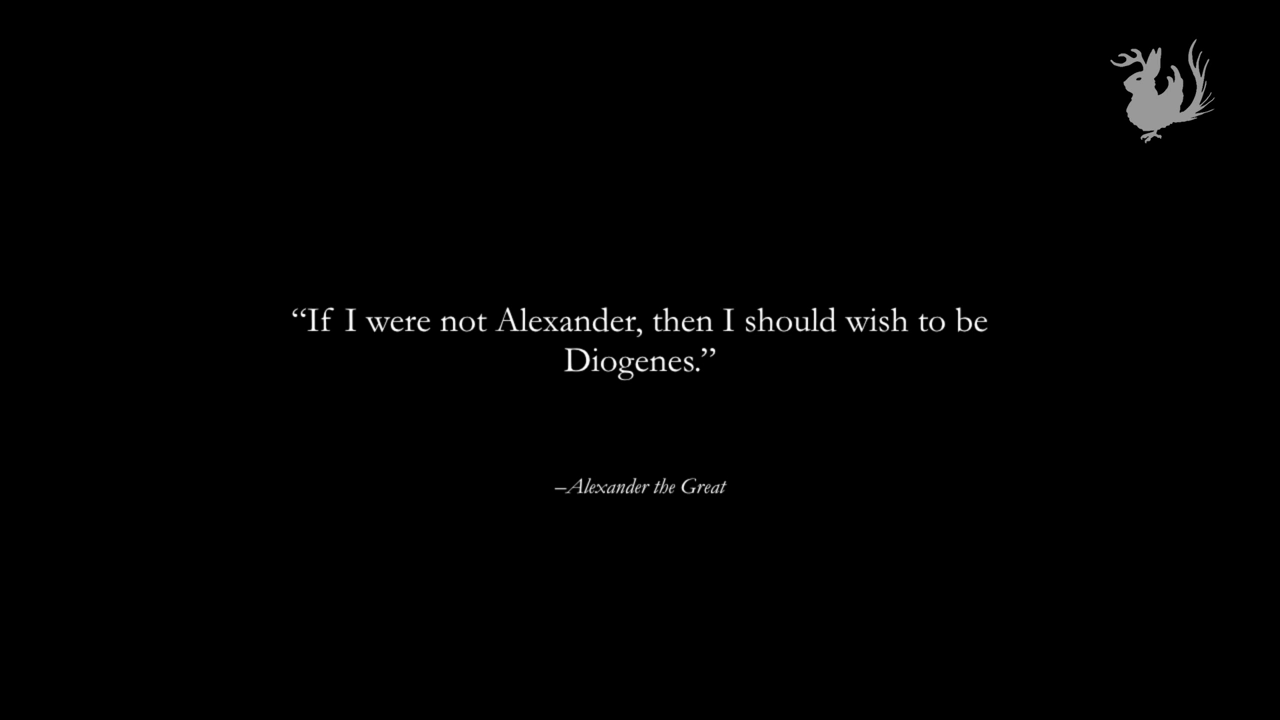 “If I were not Alexander, then I should wish to be
Diogenes.”
–Alexander the Great